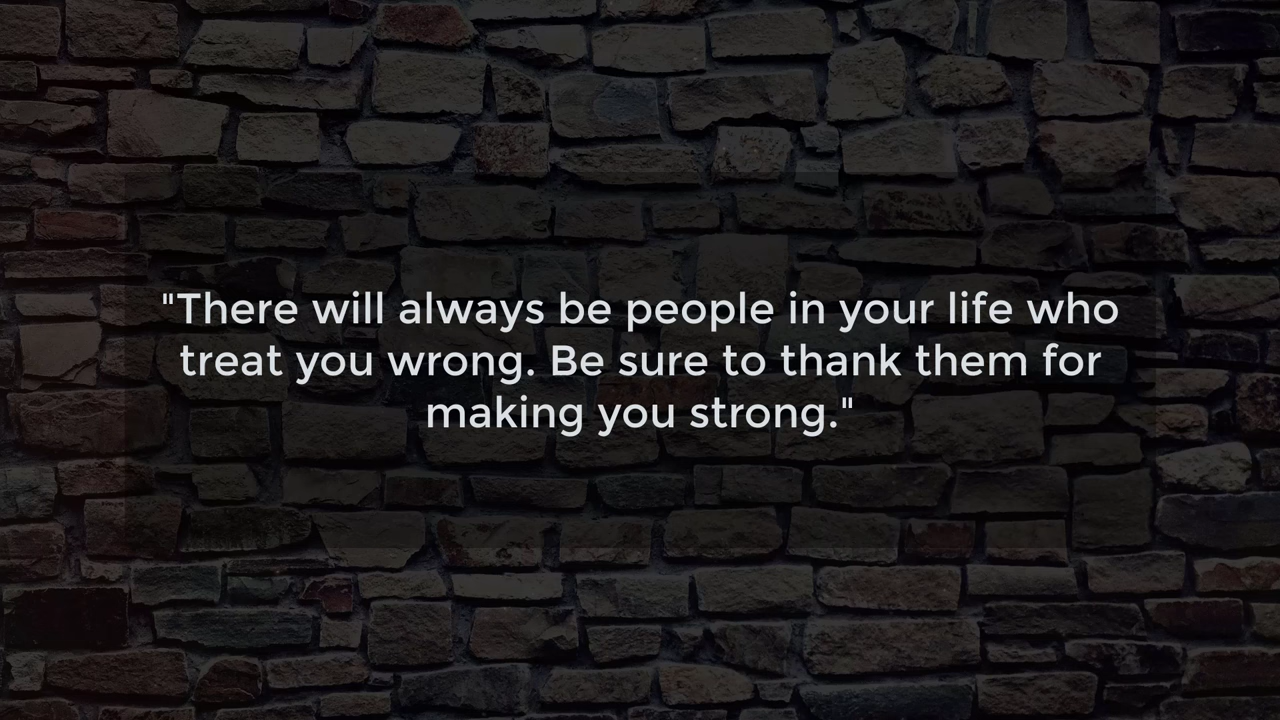 "There will always be people in your life who
treat you wrong. Be sure to thank them for
making you strong."